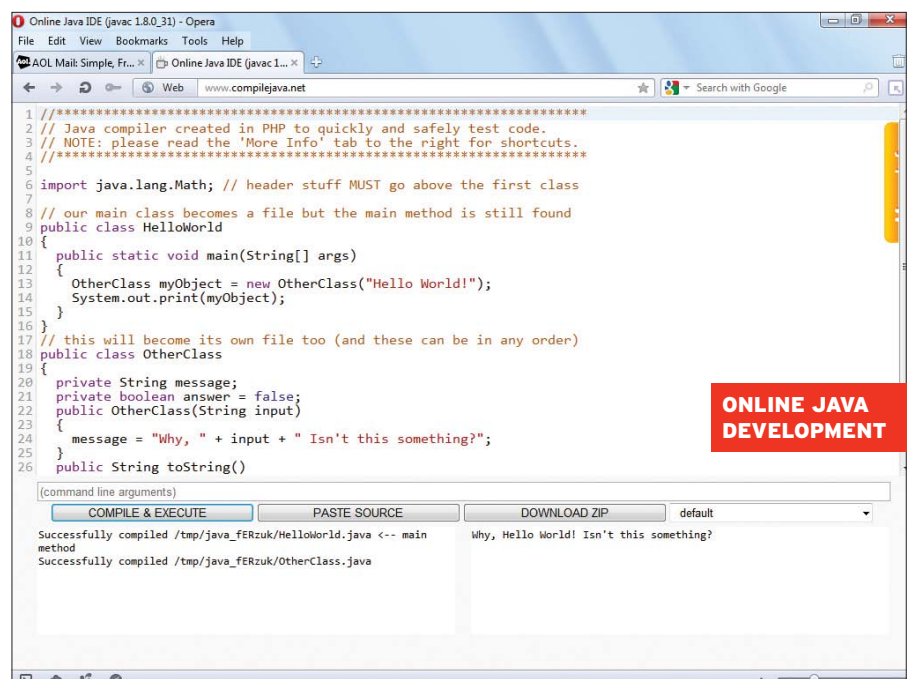 Online Java IDE (javac 1.8.0_31) - Opera
File Edit View Bookmarks Tools Help
AOL Mail: Simple, Fr... × Online Java IDE (javac 1... ×
Web www.compilejava.net Search with Google
1 //*******************************************************************
2 // Java compiler created in PHP to quickly and safely test code.
3 // NOTE: please read the 'More Info' tab to the right for shortcuts.
4 //*******************************************************************
5
6 import java.lang.Math; // header stuff MUST go above the first class
7
8 // our main class becomes a file but the main method is still found
9 public class HelloWorld
10 {
11   public static void main(String[] args)
12   {
13     OtherClass myObject = new OtherClass("Hello World!");
14     System.out.print(myObject);
15   }
16 }
17 // this will become its own file too (and these can be in any order)
18 public class OtherClass
19 {
20   private String message;
21   private boolean answer = false;
22   public OtherClass(String input)
23   {
24     message = "Why, " + input + " Isn't this something?";
25   }
26   public String toString()
ONLINE JAVA
DEVELOPMENT
(command line arguments)
COMPILE & EXECUTE PASTE SOURCE DOWNLOAD ZIP default
Successfully compiled /tmp/java_fERzuk/HelloWorld.java <-- main
method
Successfully compiled /tmp/java_fERzuk/OtherClass.java
Why, Hello World! Isn't this something?